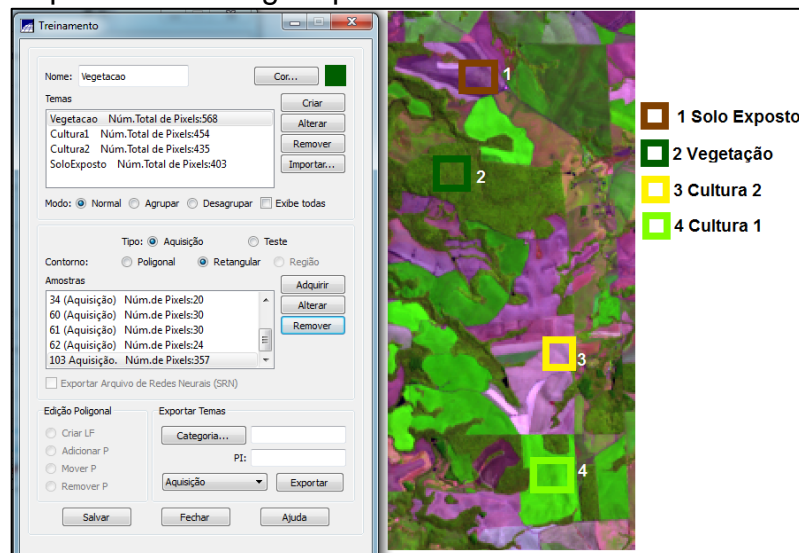 Treinamento
Nome: Vegetacao Cor...
Temas
Vegetacao Núm.Total de Pixels:568
Cultura1 Núm.Total de Pixels:454
Cultura2 Núm.Total de Pixels:435
SoloExposto Núm.Total de Pixels:403
Criar
Alterar
Remover
Importar...
Modo: Normal Agrupar Desagrupar Exibe todas
Tipo: Aquisição Teste
Contorno: Poligonal Retangular Região
Amostras
34 (Aquisição) Núm.de Pixels:20
60 (Aquisição) Núm.de Pixels:30
61 (Aquisição) Núm.de Pixels:30
62 (Aquisição) Núm.de Pixels:24
103 Aquisição. Núm.de Pixels:357
Adquirir
Alterar
Remover
Exportar Arquivo de Redes Neurais (SRN)
Edição Poligonal
Criar LF
Adicionar P
Mover P
Remover P
Exportar Temas
Categoria...
PI:
Aquisição Exportar
Salvar Fechar Ajuda
1
2
3
4
1 Solo Exposto
2 Vegetação
3 Cultura 2
4 Cultura 1